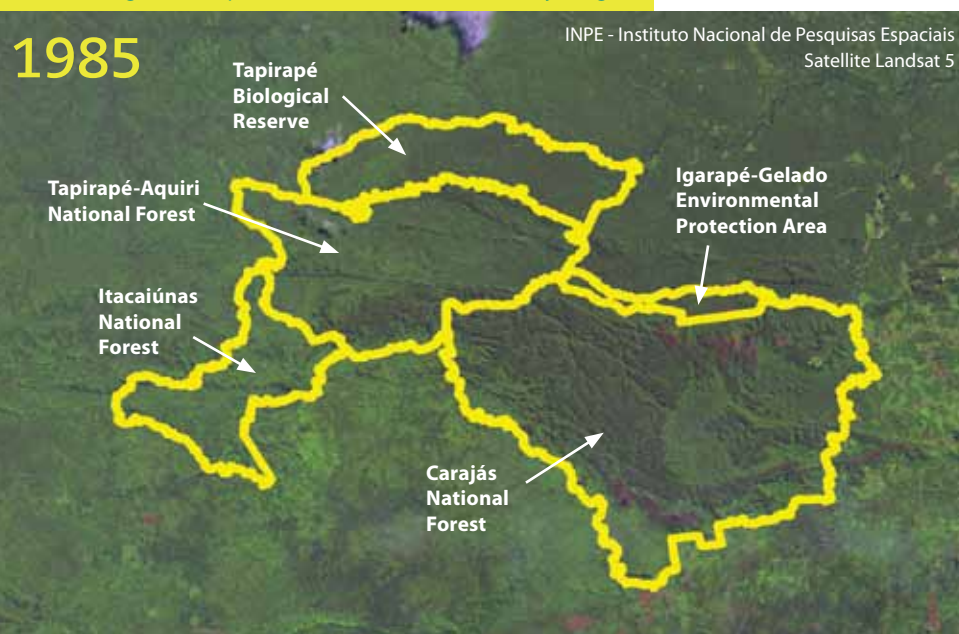 1985
INPE - Instituto Nacional de Pesquisas Espaciais
Satellite Landsat 5
Tapirapé
Biological
Reserve
Tapirapé-Aquiri
National Forest
Igarapé-Gelado
Environmental
Protection Area
Itacaiúnas
National
Forest
Carajás
National
Forest